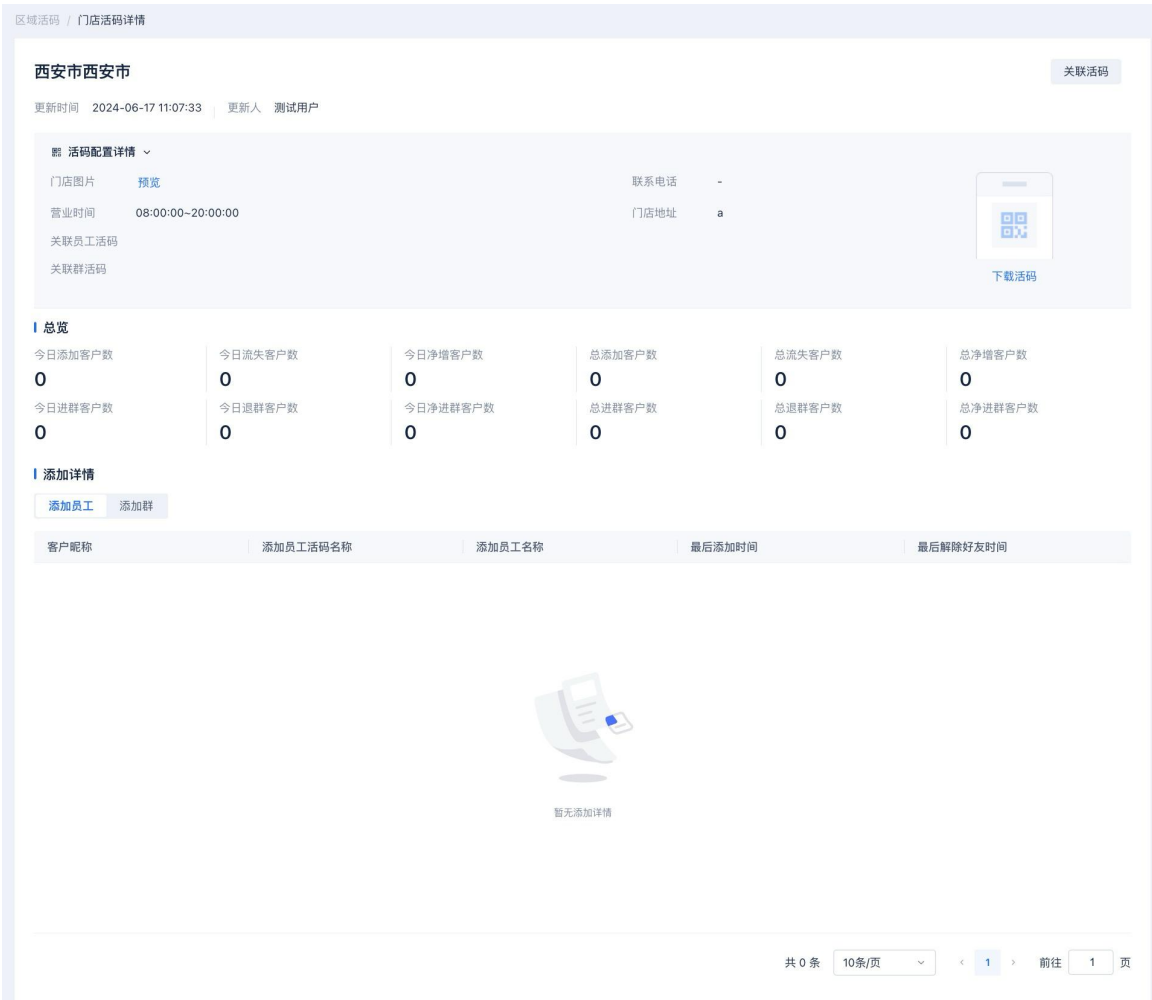 区域活码 / 门店活码详情
西安市西安市
关联活码
更新时间 2024-06-17 11:07:33 更新人 测试用户
活码配置详情
门店图片 预览 联系电话 -
营业时间 08:00:00~20:00:00 门店地址 a
关联员工活码
关联群活码
下载活码
总览
今日添加客户数 今日流失客户数 今日净增客户数 总添加客户数 总流失客户数 总净增客户数
0 0 0 0 0 0
今日进群客户数 今日退群客户数 今日净进群客户数 总进群客户数 总退群客户数 总净进群客户数
0 0 0 0 0 0
添加详情
添加员工 添加群
客户昵称 添加员工活码名称 添加员工名称 最后添加时间 最后解除好友时间
暂无添加详情
共 0 条 10条/页 1 前往 1 页